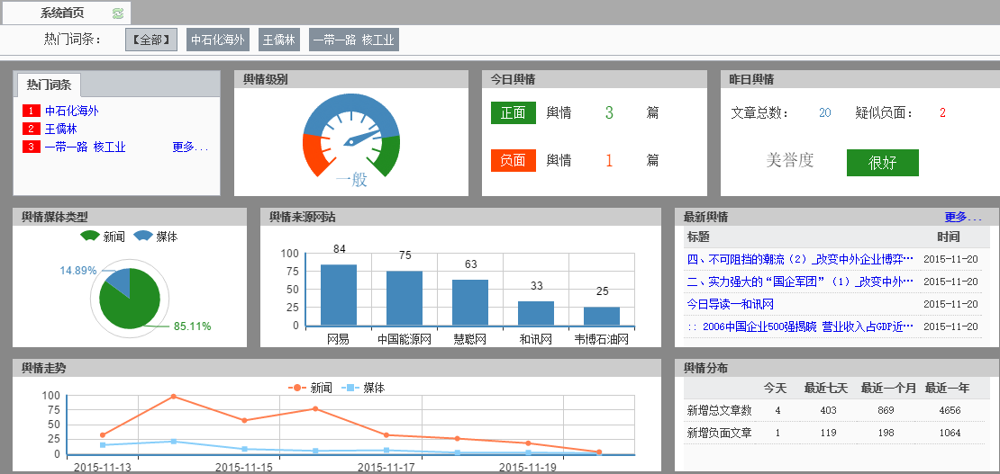 系统首页
热门词条： 【全部】 中石化海外 王儒林 一带一路 核工业
热门词条
1 中石化海外
2 王儒林
3 一带一路 核工业 更多...
舆情级别
一般
今日舆情
正面 舆情 3 篇
负面 舆情 1 篇
昨日舆情
文章总数： 20 疑似负面： 2
美誉度 很好
舆情媒体类型
新闻 媒体
14.89%
85.11%
舆情来源网站
100
75
50
25
0
84 75 63 33 25
网易 中国能源网 慧聪网 和讯网 韦博石油网
最新舆情 更多...
标题 时间
四、不可阻挡的潮流（2）_改变中外企业博弈… 2015-11-20
二、实力强大的“国企军团”（1）_改变中外… 2015-11-20
今日导读—和讯网 2015-11-20
:: 2006中国企业500强揭晓 营业收入占GDP近… 2015-11-20
舆情走势
新闻 媒体
100
75
50
25
0
2015-11-13 2015-11-15 2015-11-17 2015-11-19
舆情分布
今天 最近七天 最近一个月 最近一年
新增总文章数 4 403 869 4656
新增负面文章 1 119 198 1064